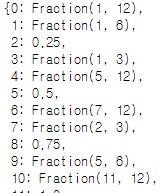 {0: Fraction(1, 12),
1: Fraction(1, 6),
2: 0.25,
3: Fraction(1, 3),
4: Fraction(5, 12),
5: 0.5,
6: Fraction(7, 12),
7: Fraction(2, 3),
8: 0.75,
9: Fraction(5, 6),
10: Fraction(11, 12),